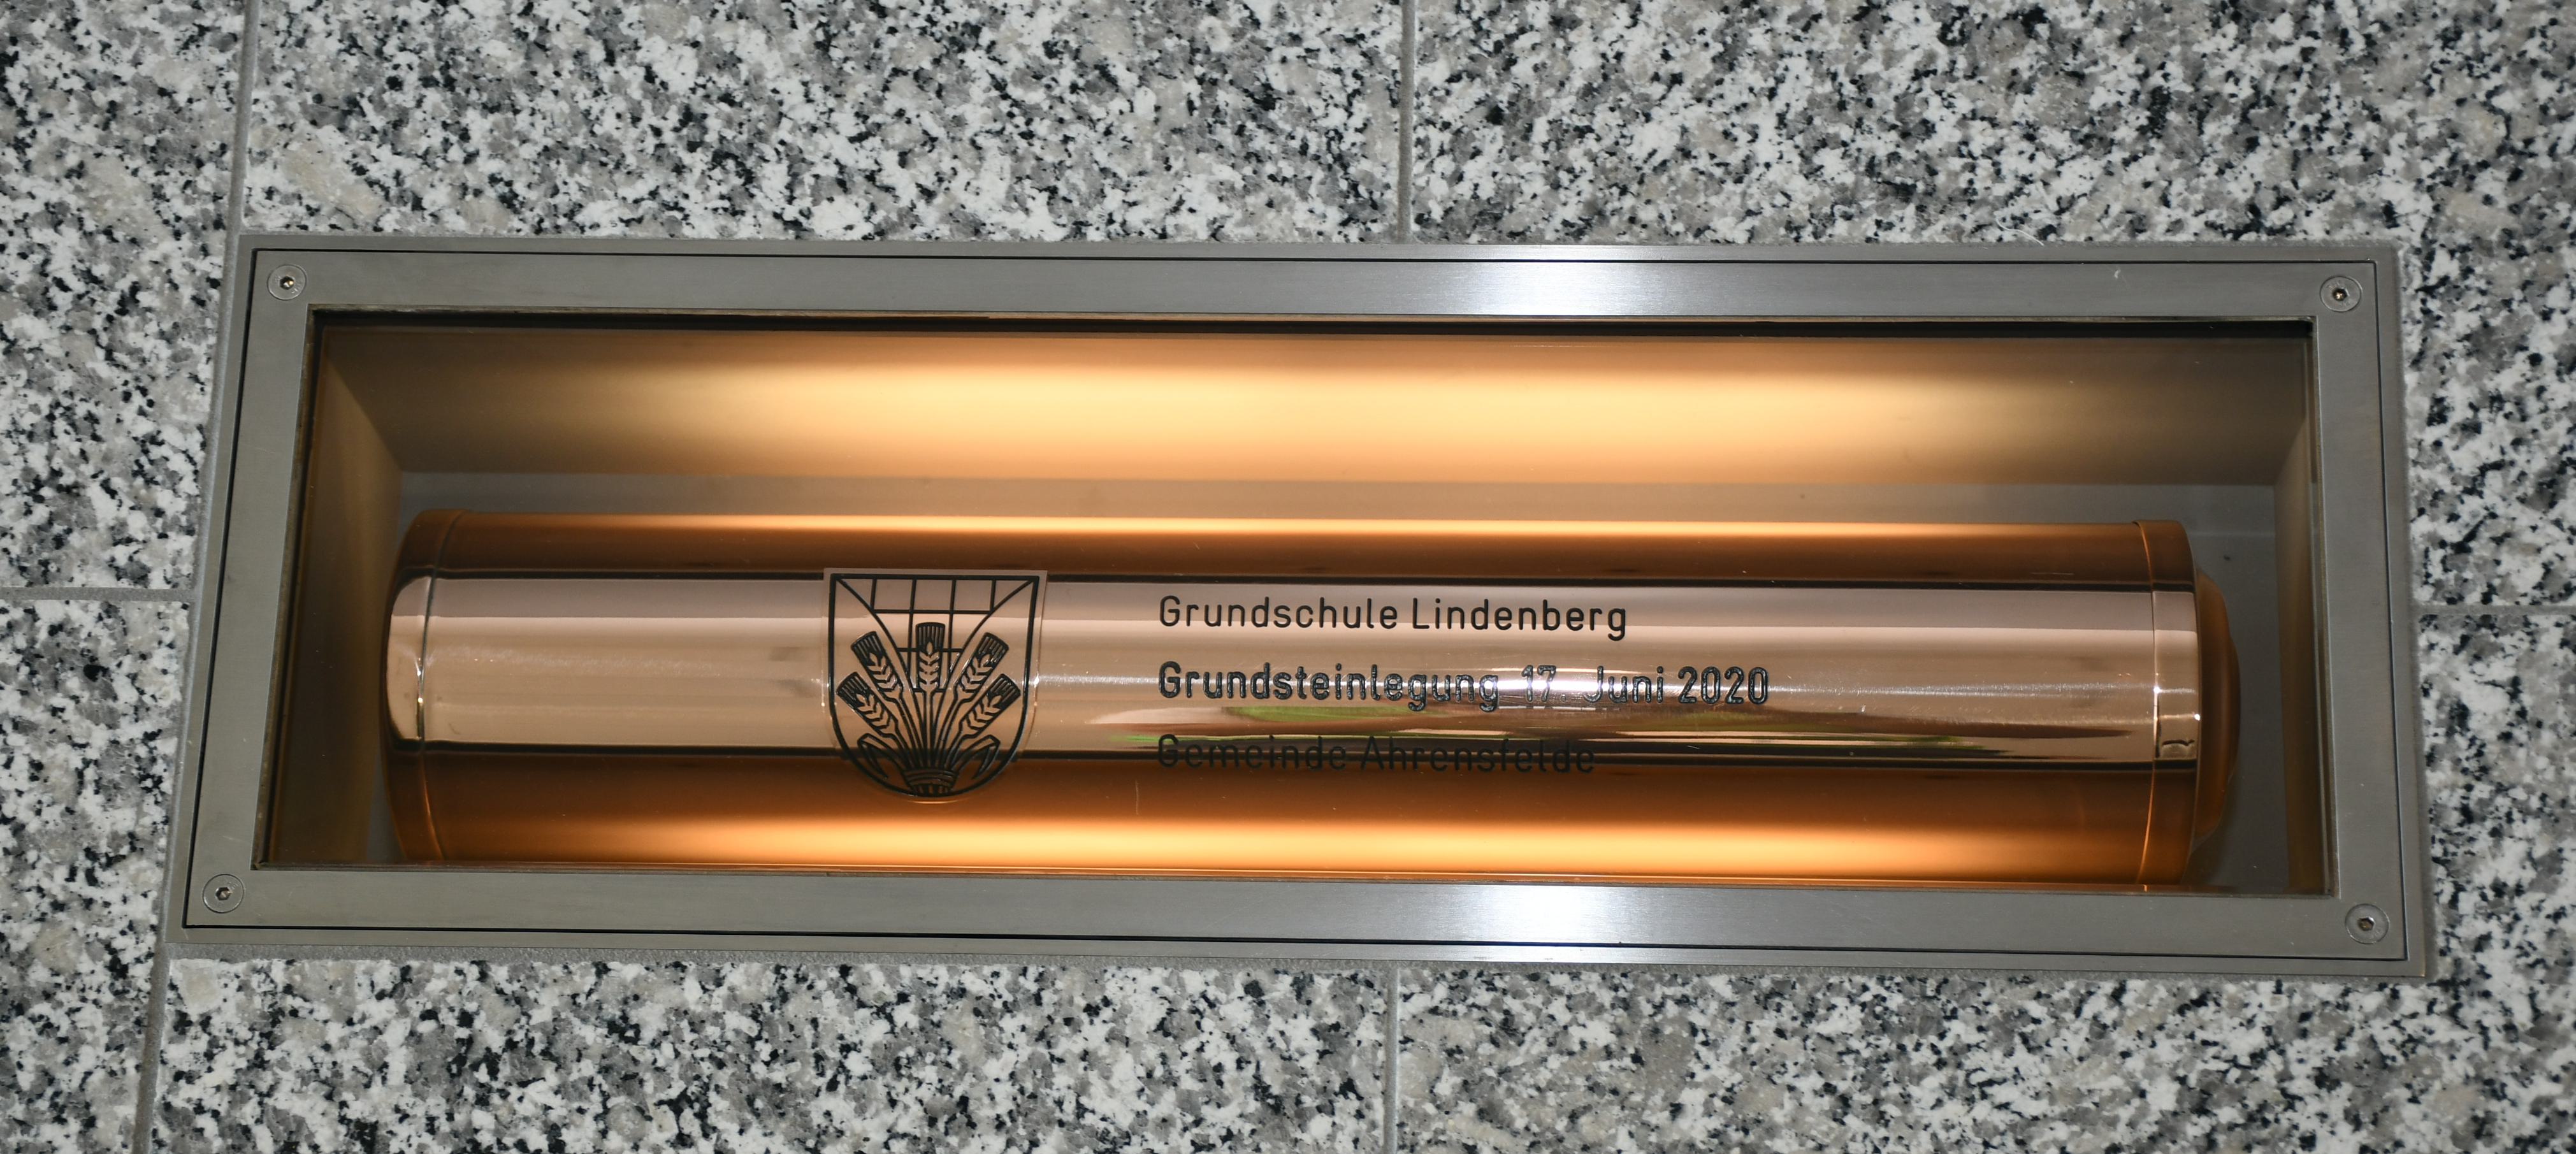 Grundschule Lindenberg
Grundsteinlegung 17. Juni 2020
Gemeinde Ahrensfelde